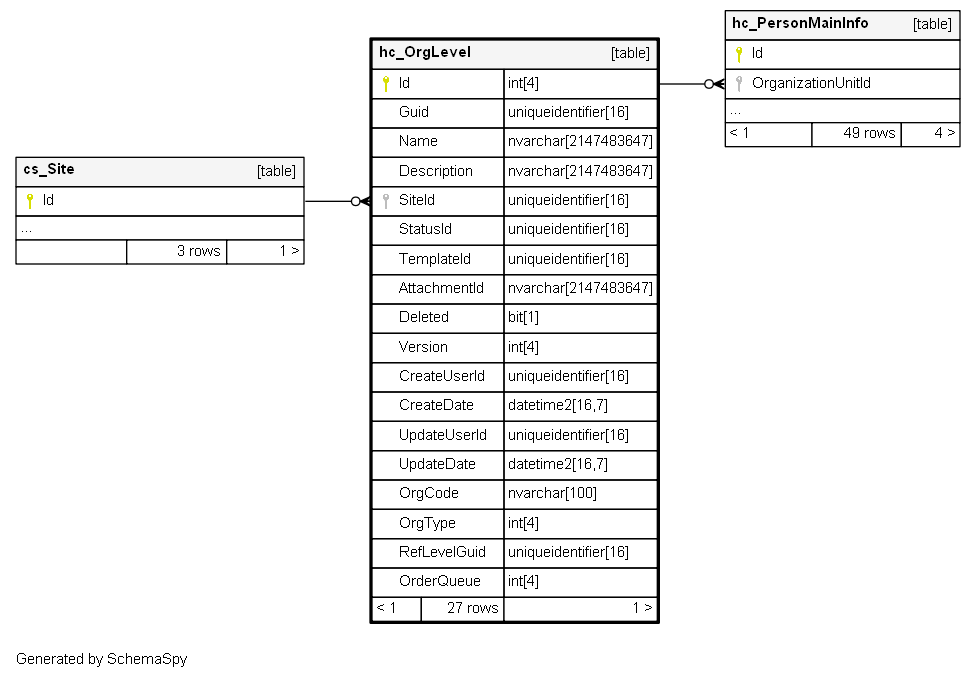 hc_PersonMainInfo [table]
Id
OrganizationUnitId
...
< 1 49 rows 4 >
hc_OrgLevel [table]
Id int[4]
Guid uniqueidentifier[16]
Name nvarchar[2147483647]
Description nvarchar[2147483647]
SiteId uniqueidentifier[16]
StatusId uniqueidentifier[16]
TemplateId uniqueidentifier[16]
AttachmentId nvarchar[2147483647]
Deleted bit[1]
Version int[4]
CreateUserId uniqueidentifier[16]
CreateDate datetime2[16,7]
UpdateUserId uniqueidentifier[16]
UpdateDate datetime2[16,7]
OrgCode nvarchar[100]
OrgType int[4]
RefLevelGuid uniqueidentifier[16]
OrderQueue int[4]
< 1 27 rows 1 >
cs_Site [table]
Id
...
3 rows 1 >
Generated by SchemaSpy